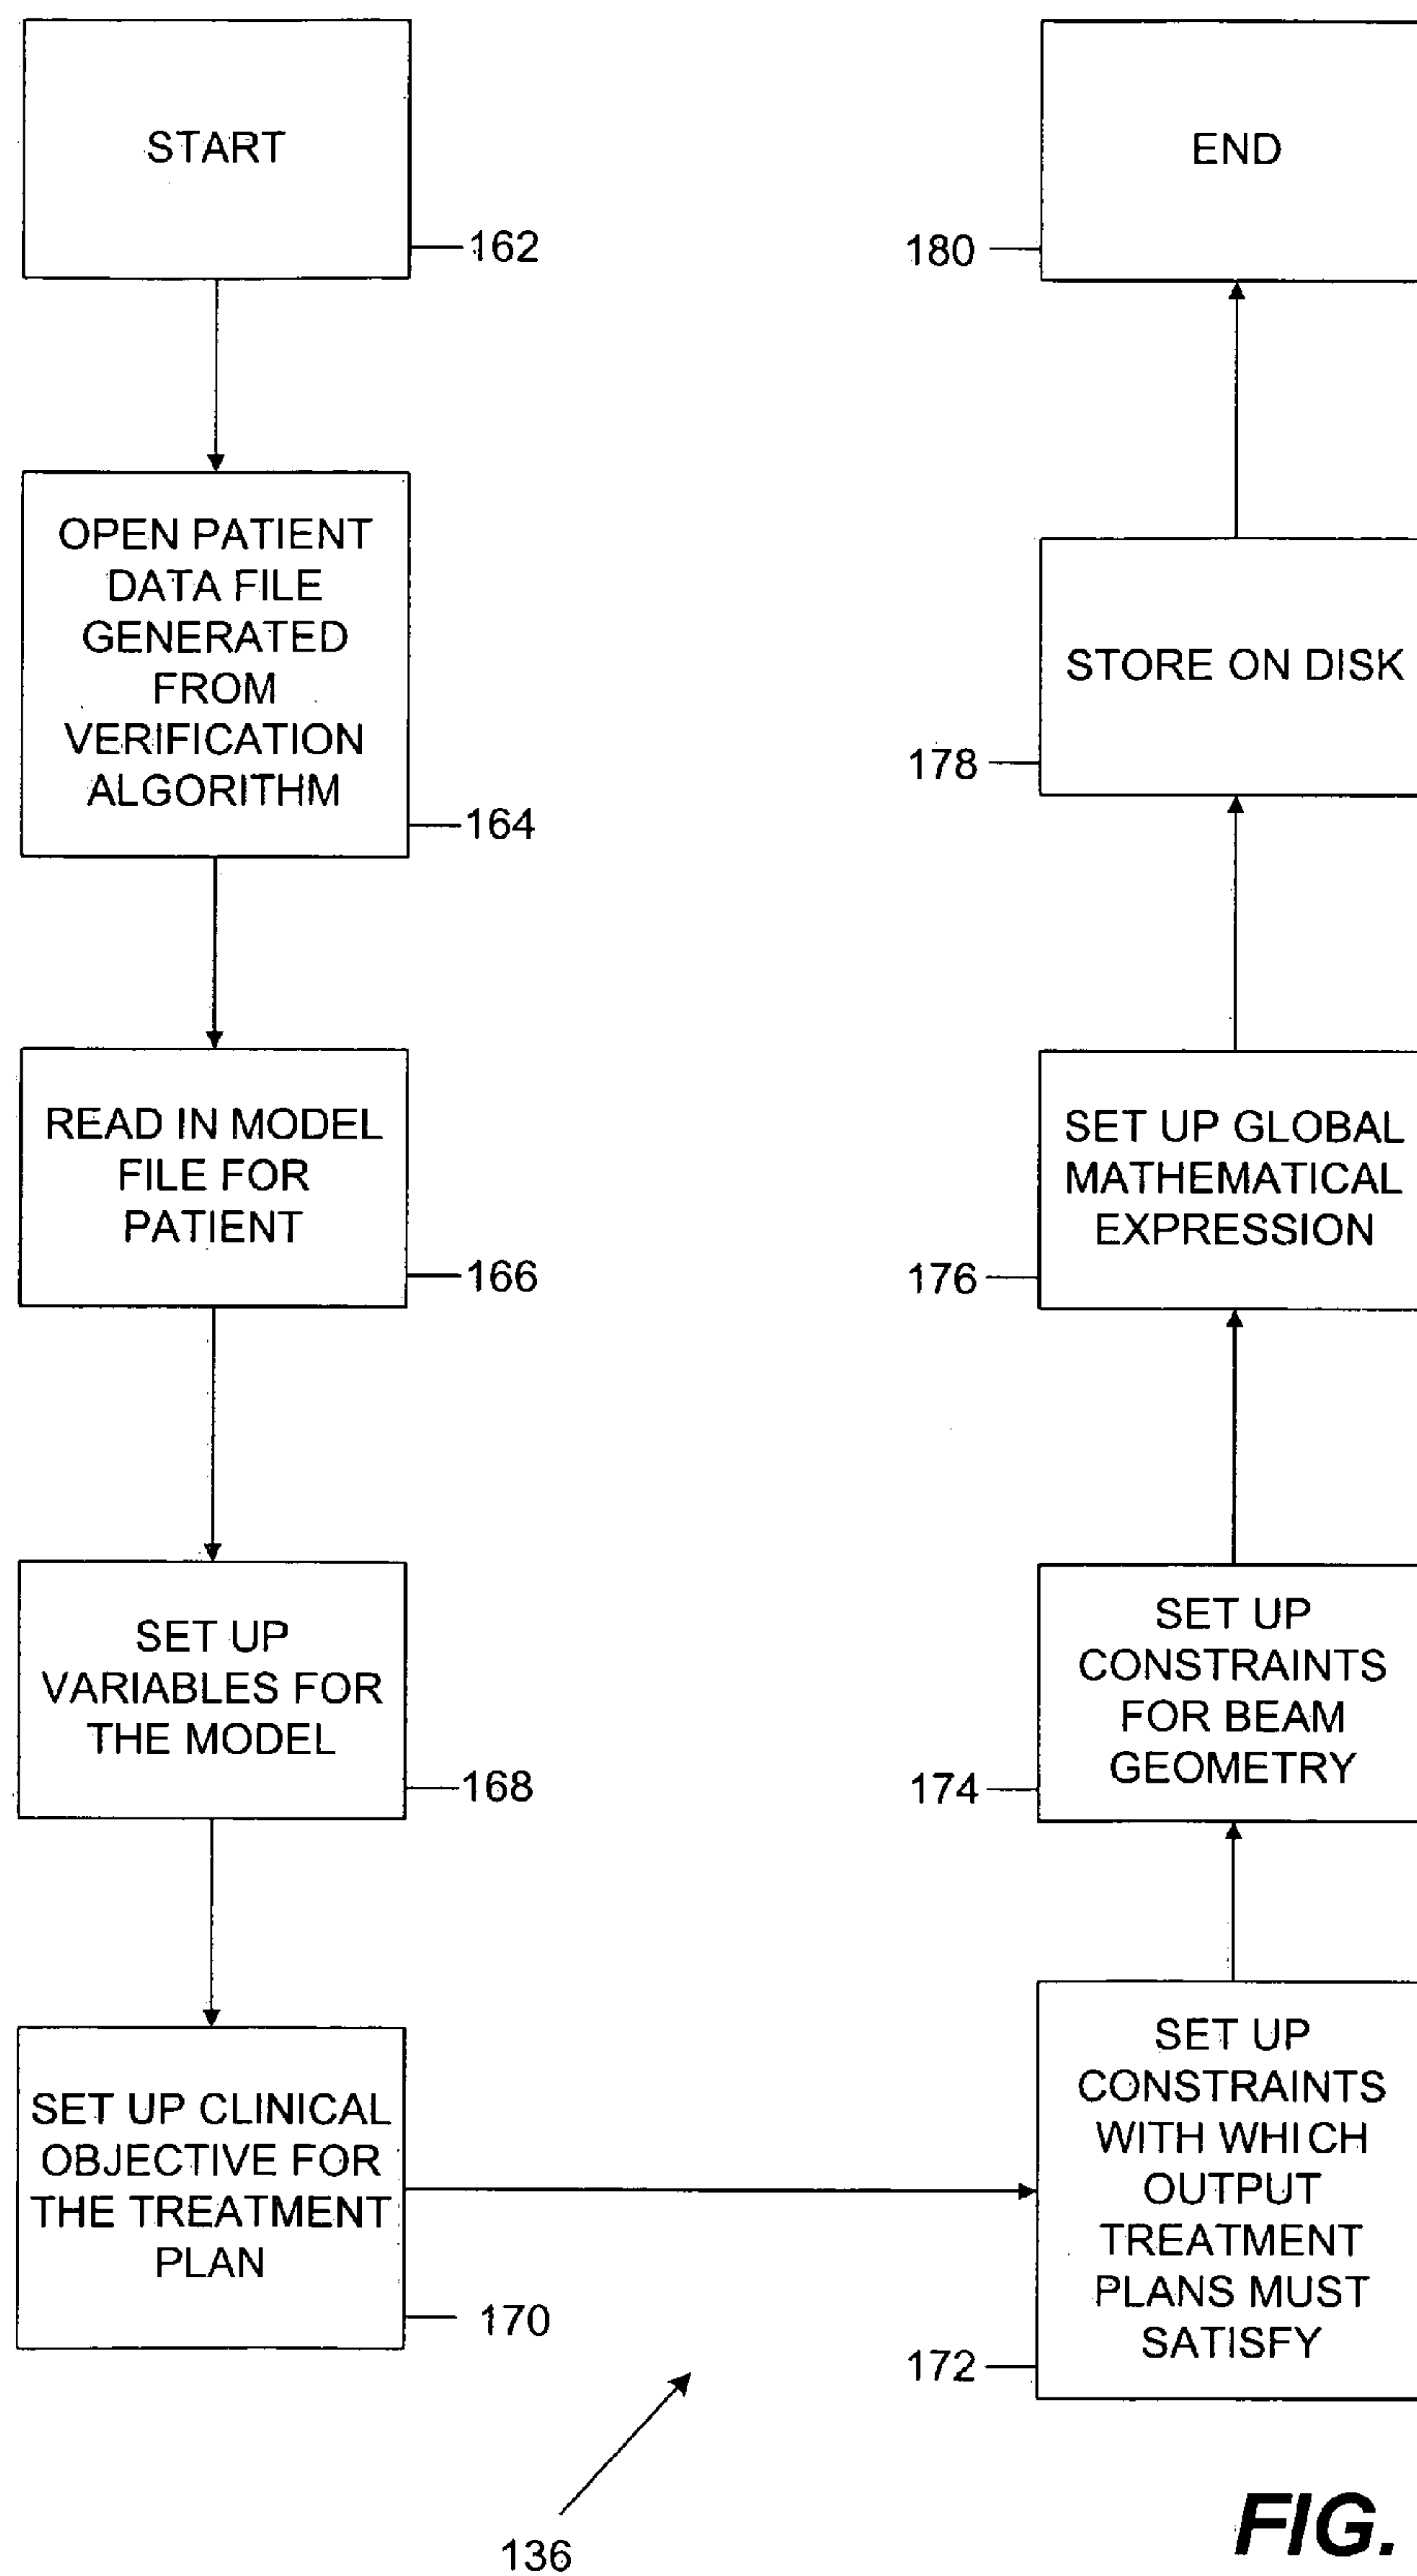 START
162
OPEN PATIENT
DATA FILE
GENERATED
FROM
VERIFICATION
ALGORITHM
164
READ IN MODEL
FILE FOR
PATIENT
166
SET UP
VARIABLES FOR
THE MODEL
168
SET UP CLINICAL
OBJECTIVE FOR
THE TREATMENT
PLAN
170
SET UP
CONSTRAINTS
WITH WHICH
OUTPUT
TREATMENT
PLANS MUST
SATISFY
172
SET UP
CONSTRAINTS
FOR BEAM
GEOMETRY
174
SET UP GLOBAL
MATHEMATICAL
EXPRESSION
176
STORE ON DISK
178
END
180
136
FIG.